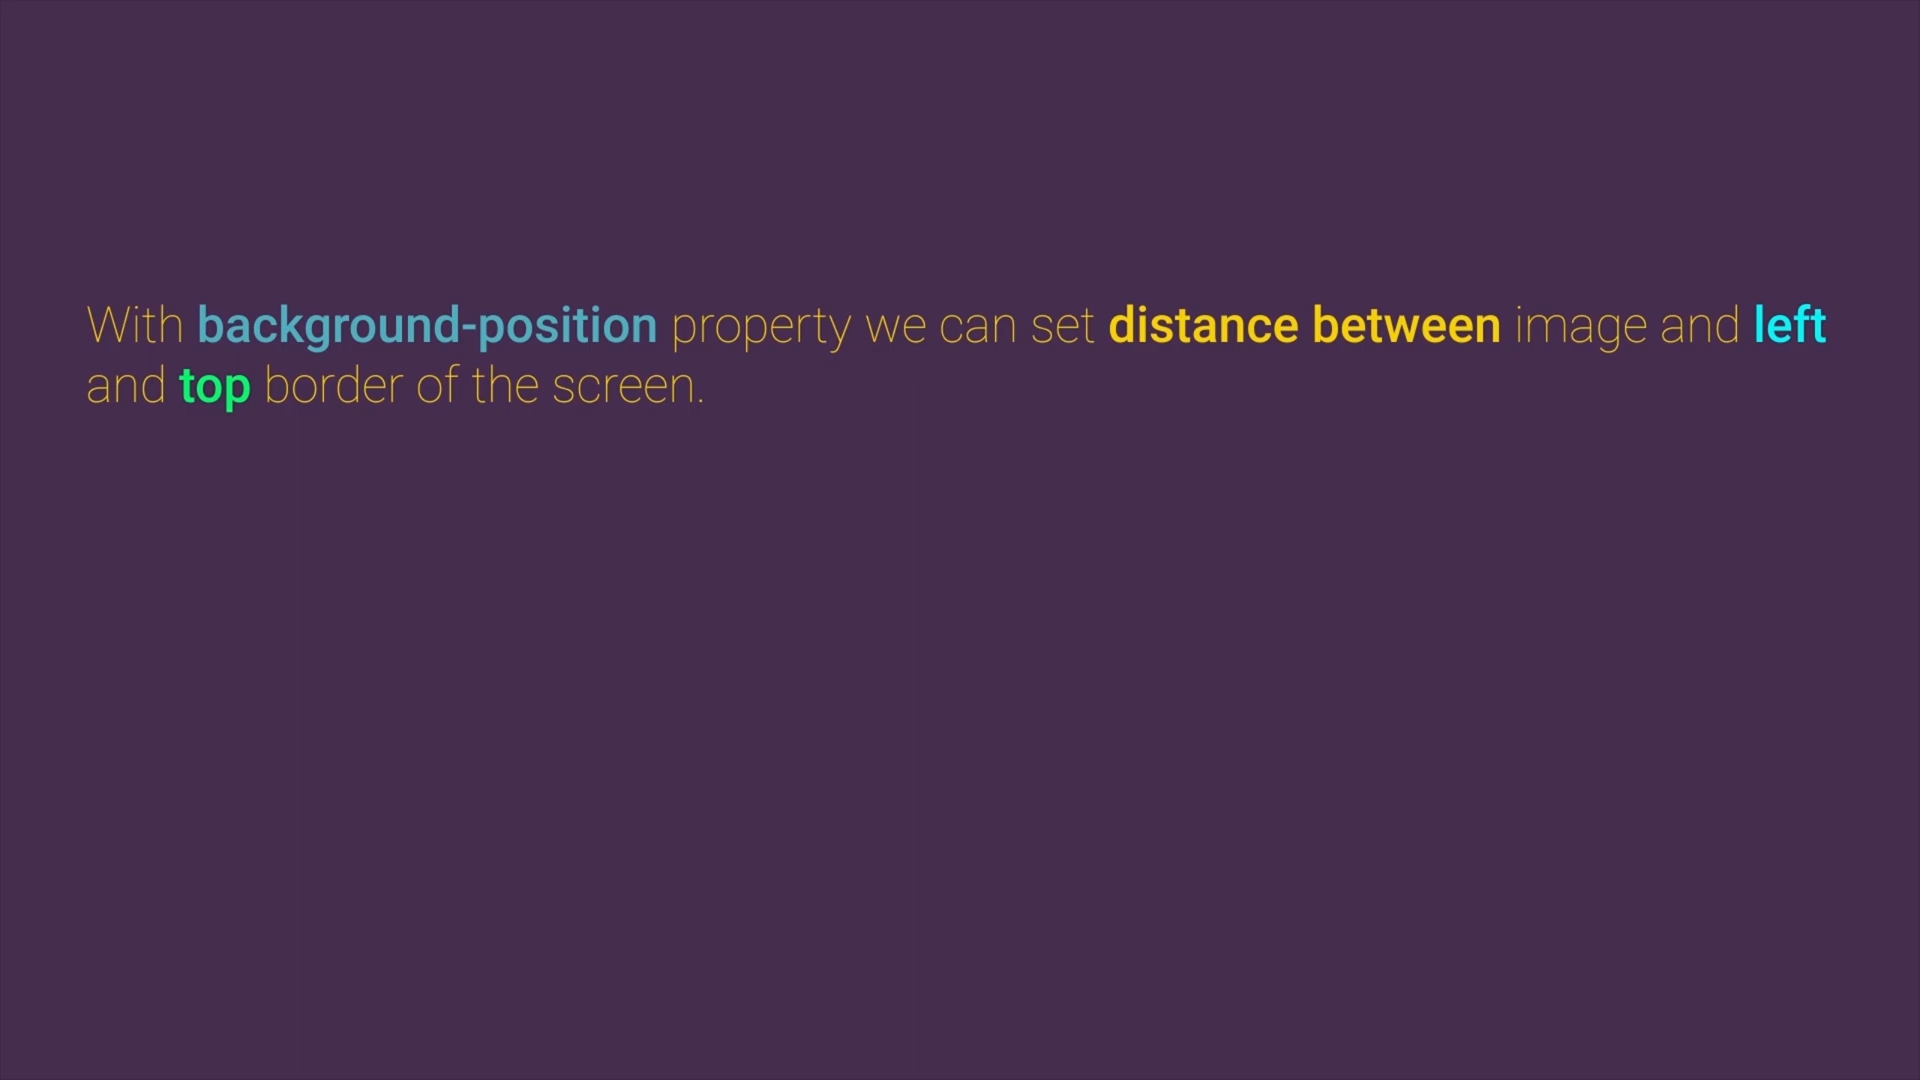 With background-position property we can set distance between image and left
and top border of the screen.